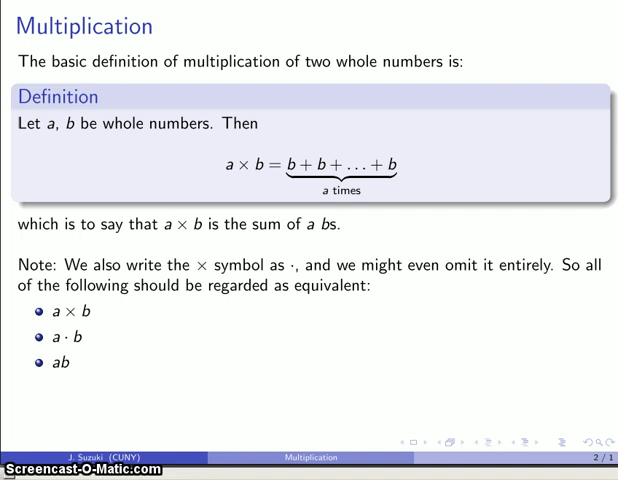 Multiplication
The basic definition of multiplication of two whole numbers is:
Definition
Let a, b be whole numbers. Then
a × b = b + b + … + b
a times
which is to say that a × b is the sum of a bs.
Note: We also write the × symbol as ·, and we might even omit it entirely. So all
of the following should be regarded as equivalent:
a × b
a · b
ab
J. Suzuki (CUNY) Multiplication 2 / 1
Screencast-O-Matic.com